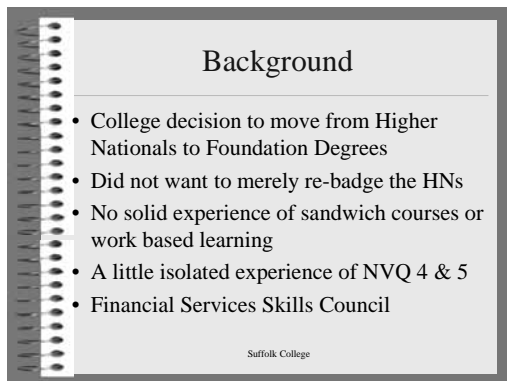 Background
• College decision to move from Higher
Nationals to Foundation Degrees
• Did not want to merely re-badge the HNs
• No solid experience of sandwich courses or
work based learning
• A little isolated experience of NVQ 4 & 5
• Financial Services Skills Council
Suffolk College